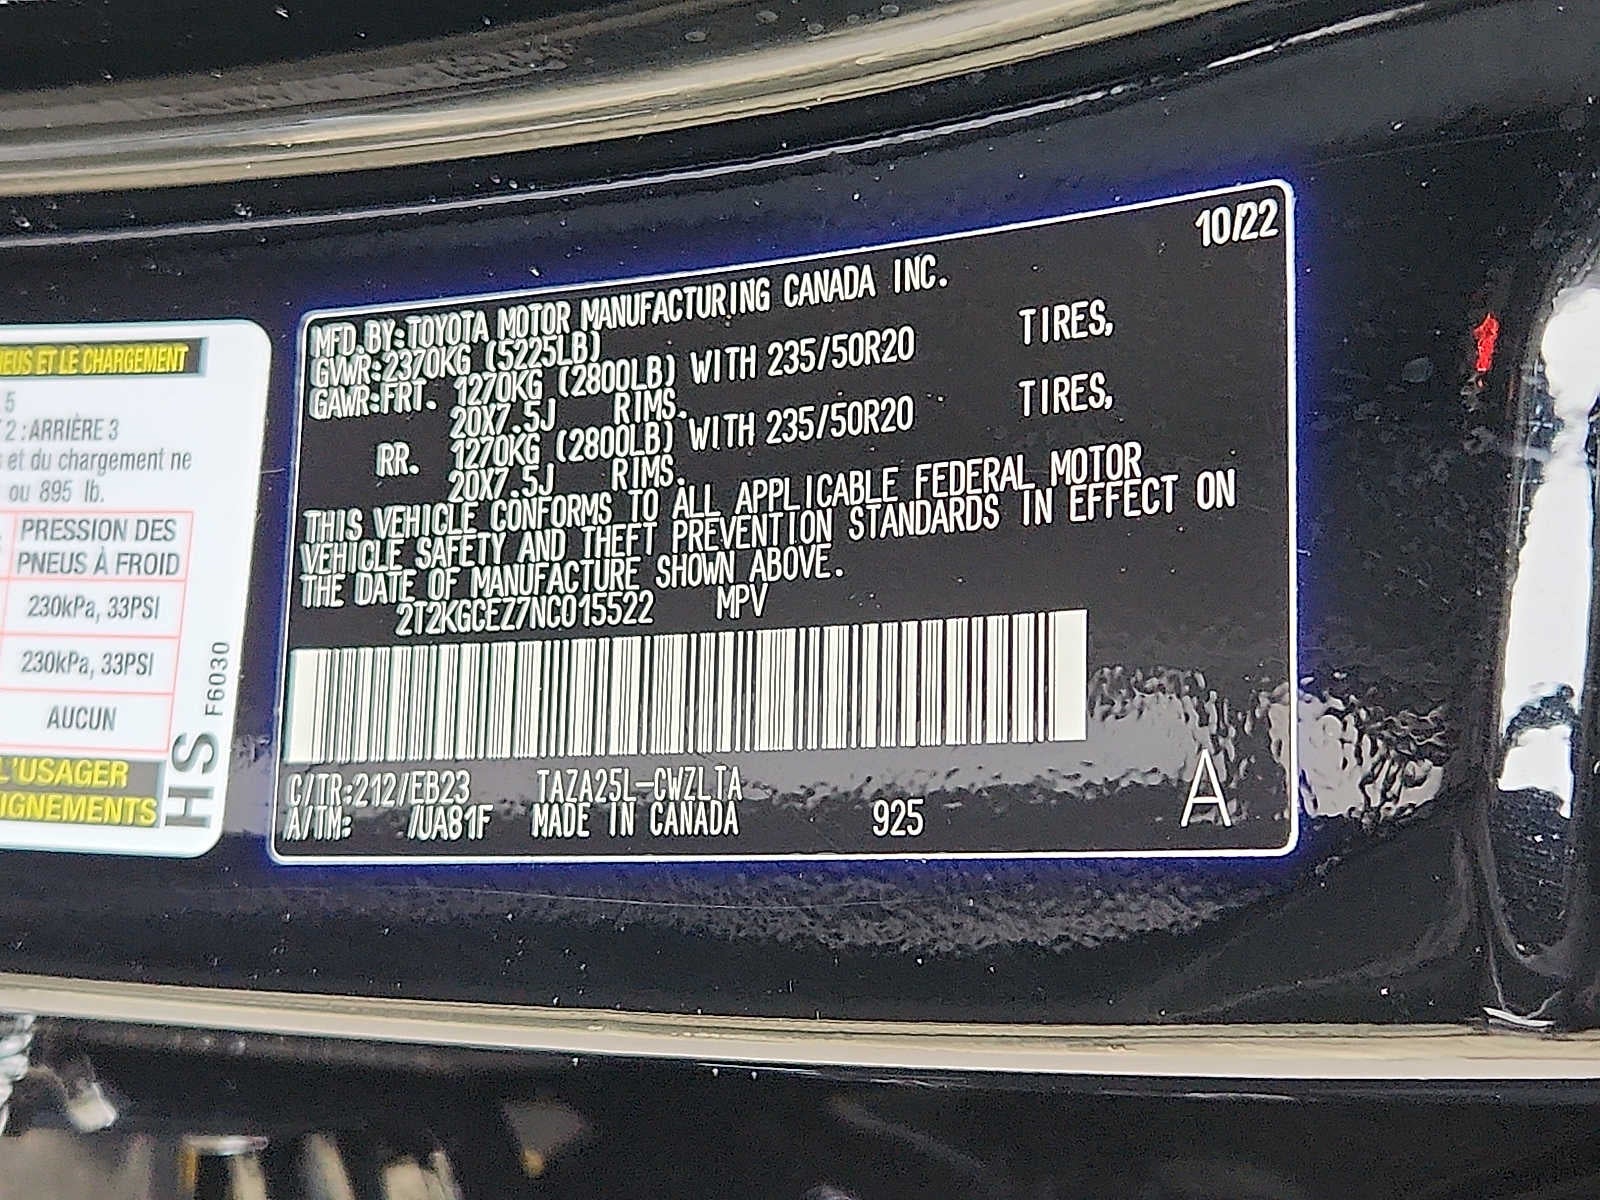 NEUS ET LE CHARGEMENT
5
2 : ARRIÈRE 3
et du chargement ne
ou 895 lb.
PRESSION DES
PNEUS À FROID
230kPa, 33PSI
230kPa, 33PSI
AUCUN
L'USAGER
IGNEMENTS
HS F6030
10/22
MFD. BY: TOYOTA MOTOR MANUFACTURING CANADA INC.
GVWR: 2370KG (5225LB)
GAWR: FRT. 1270KG (2800LB) WITH 235/50R20 TIRES,
20X7.5J RIMS.
RR. 1270KG (2800LB) WITH 235/50R20 TIRES,
20X7.5J RIMS.
THIS VEHICLE CONFORMS TO ALL APPLICABLE FEDERAL MOTOR
VEHICLE SAFETY AND THEFT PREVENTION STANDARDS IN EFFECT ON
THE DATE OF MANUFACTURE SHOWN ABOVE.
2T2KGCEZ7NC015522 MPV
C/TR:212/EB23 TAZA25L-CWZLTA
A/TM: /UA81F MADE IN CANADA 925 A
1